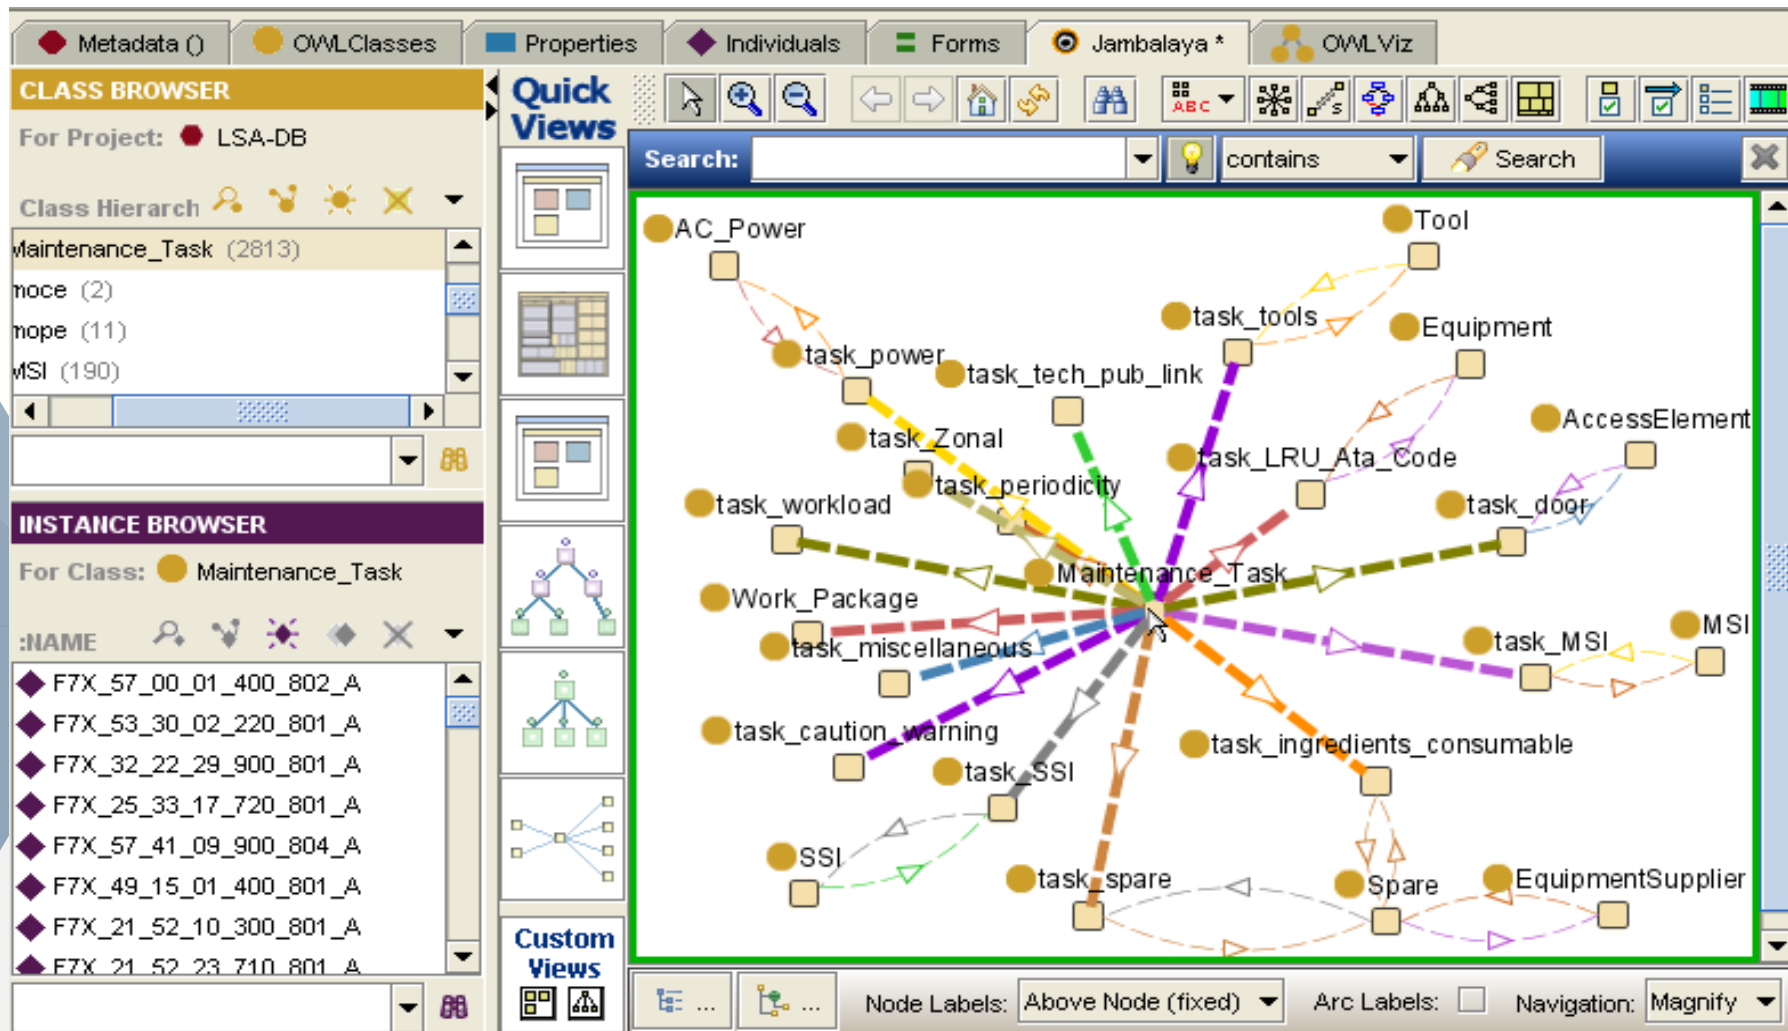 Metadata () OWLClasses Properties Individuals Forms Jambalaya * OWLViz
CLASS BROWSER
For Project: LSA-DB
Class Hierarch
Maintenance_Task (2813)
moce (2)
mope (11)
MSI (190)
INSTANCE BROWSER
For Class: Maintenance_Task
:NAME
F7X_57_00_01_400_802_A
F7X_53_30_02_220_801_A
F7X_32_22_29_900_801_A
F7X_25_33_17_720_801_A
F7X_57_41_09_900_804_A
F7X_49_15_01_400_801_A
F7X_21_52_10_300_801_A
F7X_21_52_23_710_801_A
Quick
Views
Custom
Views
ABC
S
Search: contains Search
AC_Power
Tool
task_tools
Equipment
task_power
task_tech_pub_link
AccessElement
task_Zonal
task_LRU_Ata_Code
task_periodicity
task_workload
task_door
Maintenance_Task
Work_Package
MSI
task_MSI
task_miscellaneous
task_caution_warning
task_ingredients_consumable
task_SSI
SSI
task_spare
Spare
EquipmentSupplier
... ... Node Labels: Above Node (fixed) Arc Labels: Navigation: Magnify